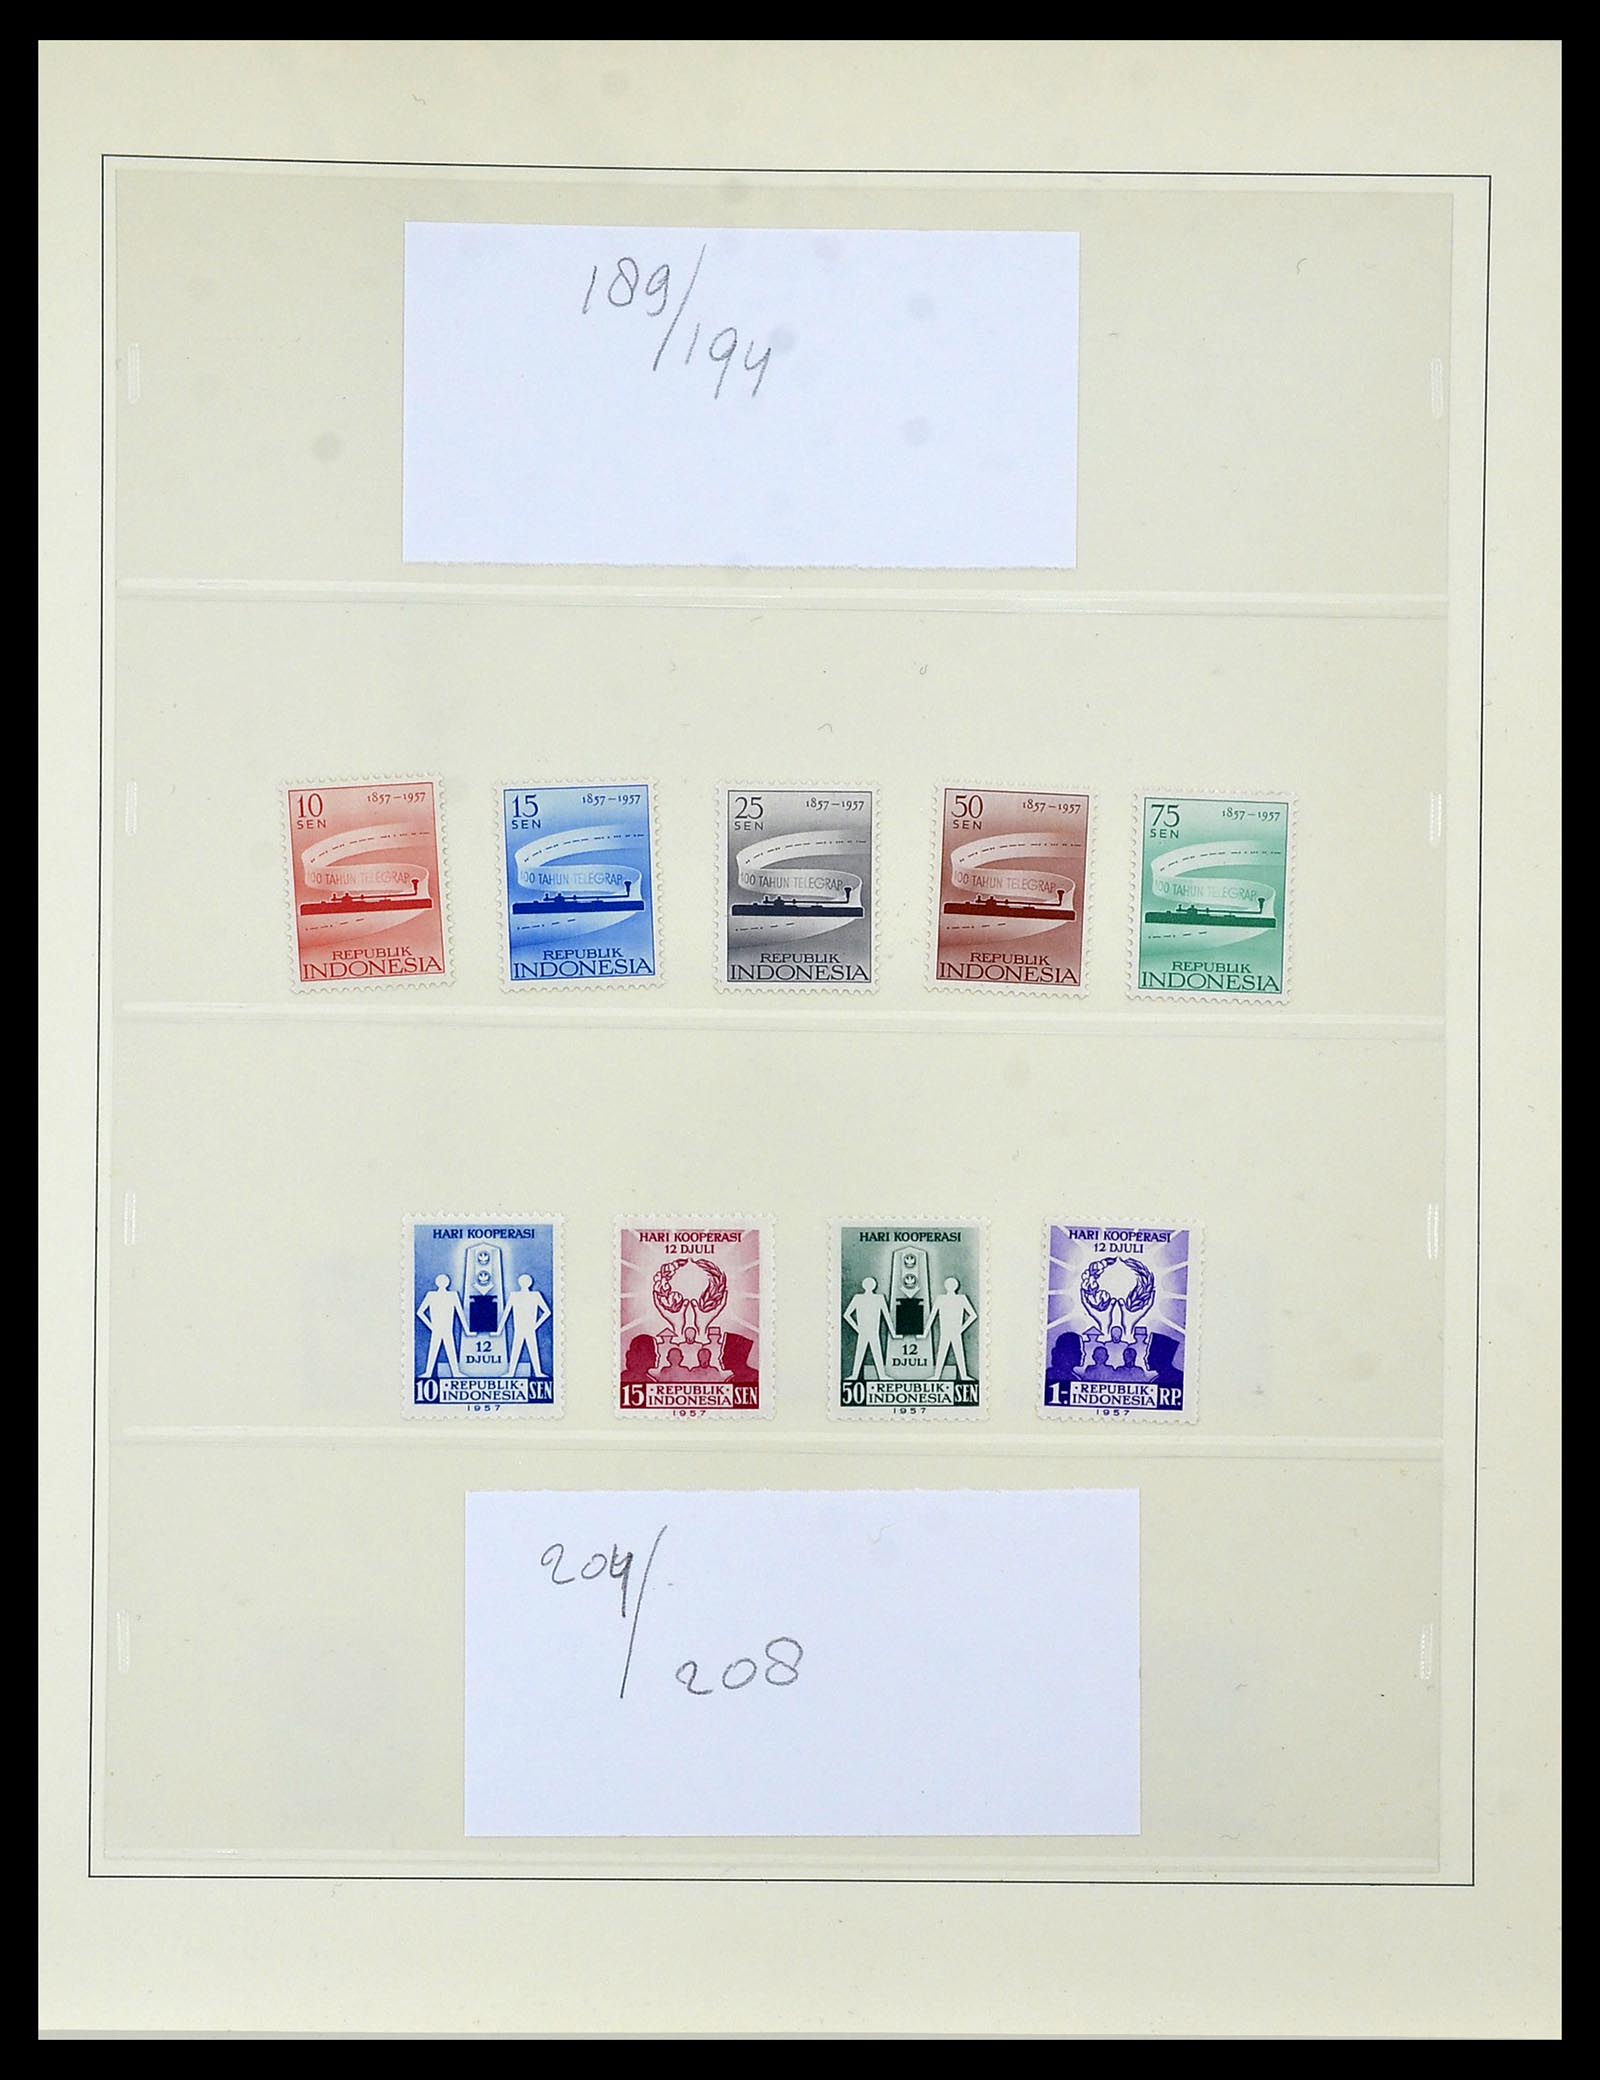 189/
194
10 1857–1957
SEN
100 TAHUN TELEGRAP
REPUBLIK
INDONESIA
15 1857–1957
SEN
100 TAHUN TELEGRAP
REPUBLIK
INDONESIA
25 1857–1957
SEN
100 TAHUN TELEGRAP
REPUBLIK
INDONESIA
50 1857–1957
SEN
100 TAHUN TELEGRAP
REPUBLIK
INDONESIA
75 1857–1957
SEN
100 TAHUN TELEGRAP
REPUBLIK
INDONESIA
HARI KOOPERASI
12
DJULI
10 · REPUBLIK · INDONESIA SEN
1957
HARI KOOPERASI
12 DJULI
15 · REPUBLIK · INDONESIA SEN
1957
HARI KOOPERASI
12
DJULI
50 · REPUBLIK · INDONESIA SEN
1957
HARI KOOPERASI
12 DJULI
1:- · REPUBLIK · INDONESIA RP.
1957
204/
208